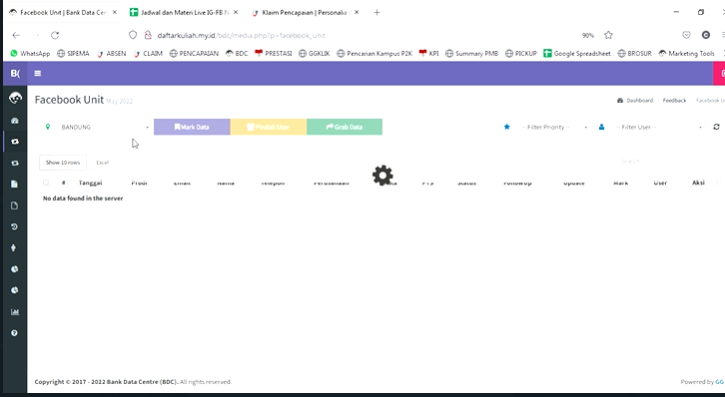 Facebook Unit | Bank Data Cen
Jadwal dan Materi Live IG-FB N
Klaim Pencapaian | Personalia
daftarkuliah.my.id/bdc/media.php?p=facebook_unit
90%
WhatsApp SIPEMA ABSEN CLAIM PENCAPAIAN BDC PRESTASI GGKLIK Pencarian Kampus P2K KPI Summary PMB PICKUP Google Spreadsheet BROSUR Marketing Tools
B(
Facebook Unit May 2022
Dashboard Feedback Facebook U
BANDUNG
Mark Data
Grab Data
--Filter Priority--
--Filter User--
Show 10 rows
Excel
# Tanggal Prodi Email Nama Telepon Perusahaan PTS Status Followup Update Mark User Aksi
No data found in the server
Copyright © 2017 - 2022 Bank Data Centre (BDC). All rights reserved.
Powered by GG